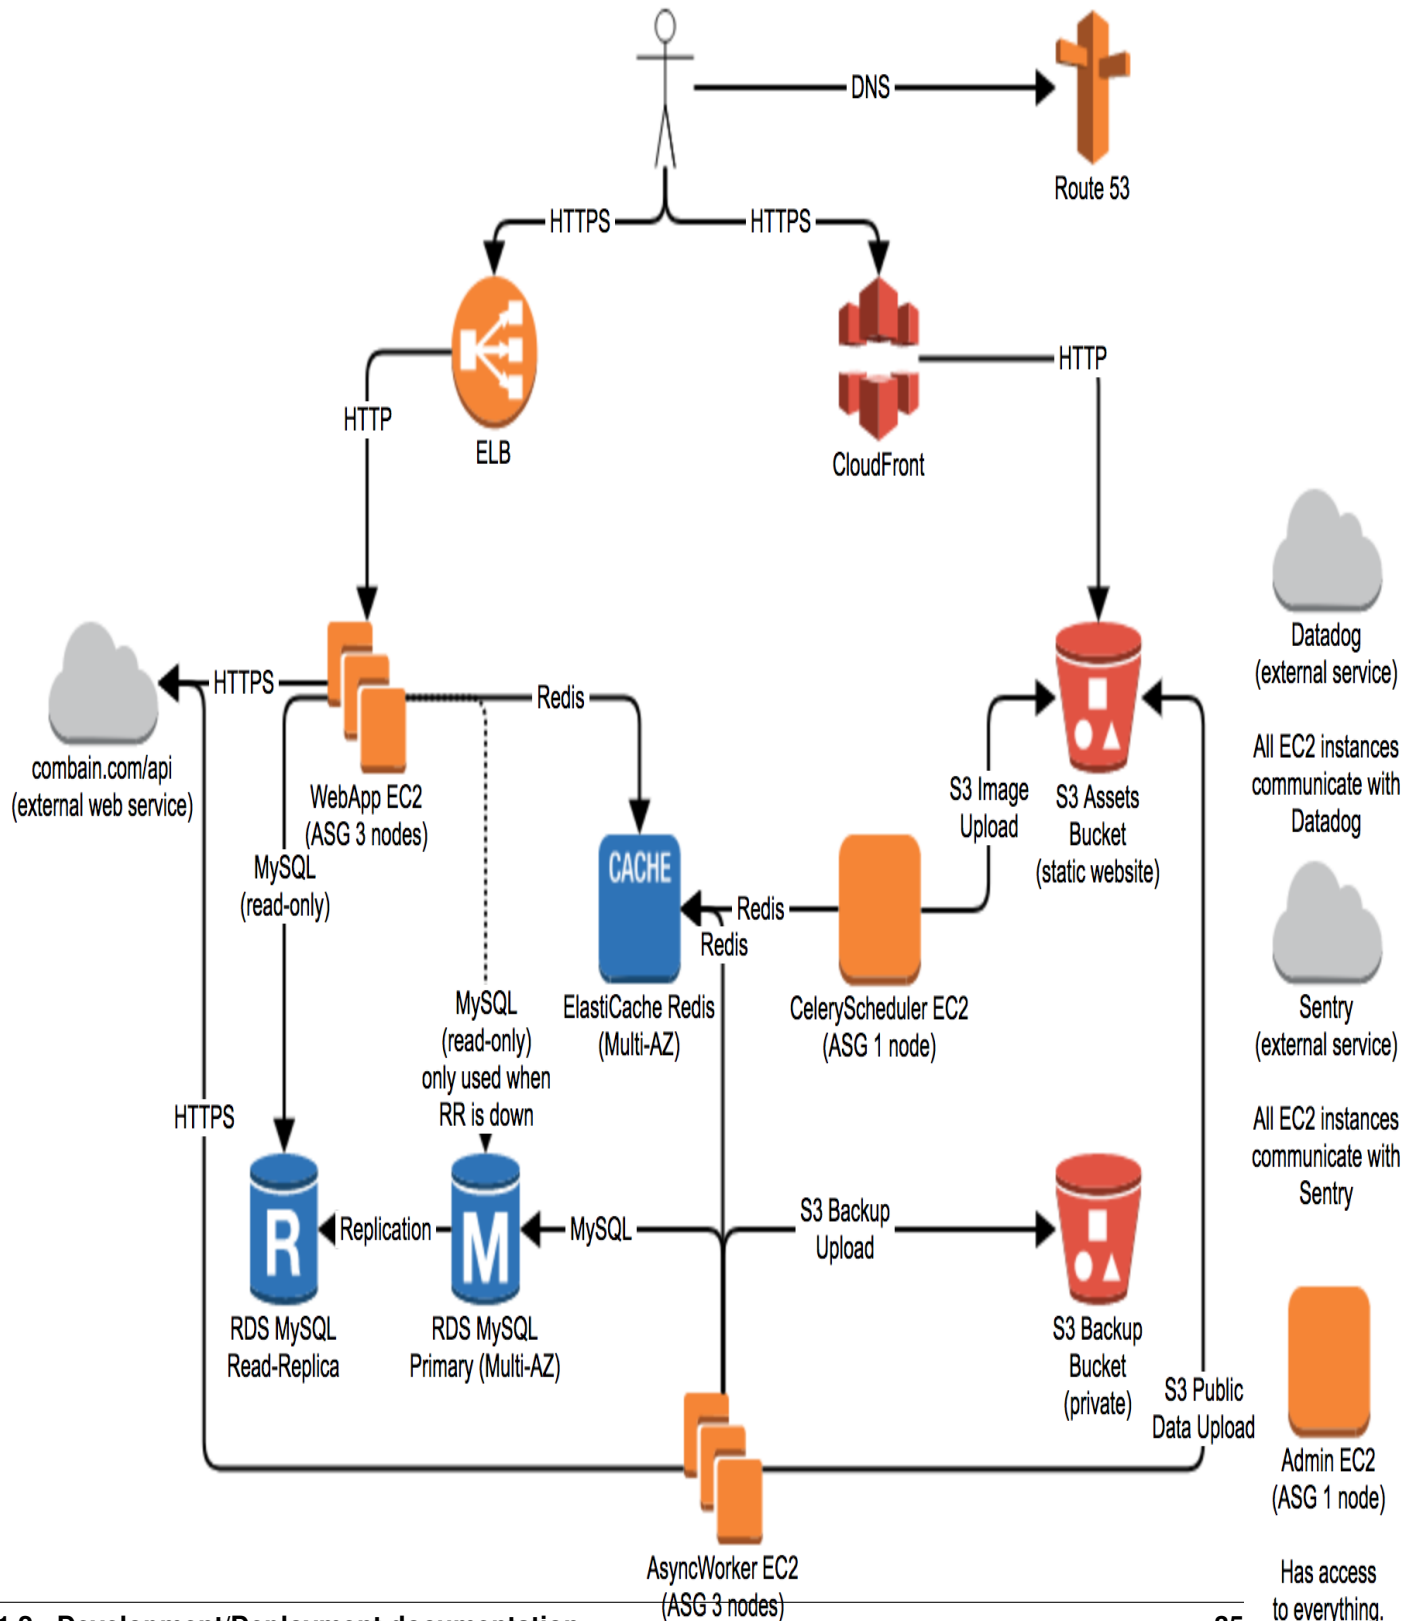 DNS
Route 53
HTTPS
HTTPS
ELB
HTTP
CloudFront
HTTP
Datadog
(external service)
All EC2 instances
communicate with
Datadog
HTTPS
combain.com/api
(external web service)
WebApp EC2
(ASG 3 nodes)
Redis
MySQL
(read-only)
CACHE
ElastiCache Redis
(Multi-AZ)
Redis
Redis
CeleryScheduler EC2
(ASG 1 node)
S3 Image
Upload
S3 Assets
Bucket
(static website)
Sentry
(external service)
All EC2 instances
communicate with
Sentry
MySQL
(read-only)
only used when
RR is down
HTTPS
R
Replication
M
MySQL
S3 Backup
Upload
RDS MySQL
Read-Replica
RDS MySQL
Primary (Multi-AZ)
S3 Backup
Bucket
(private)
S3 Public
Data Upload
Admin EC2
(ASG 1 node)
Has access
to everything.
AsyncWorker EC2
(ASG 3 nodes)
Development/Deployment documentation